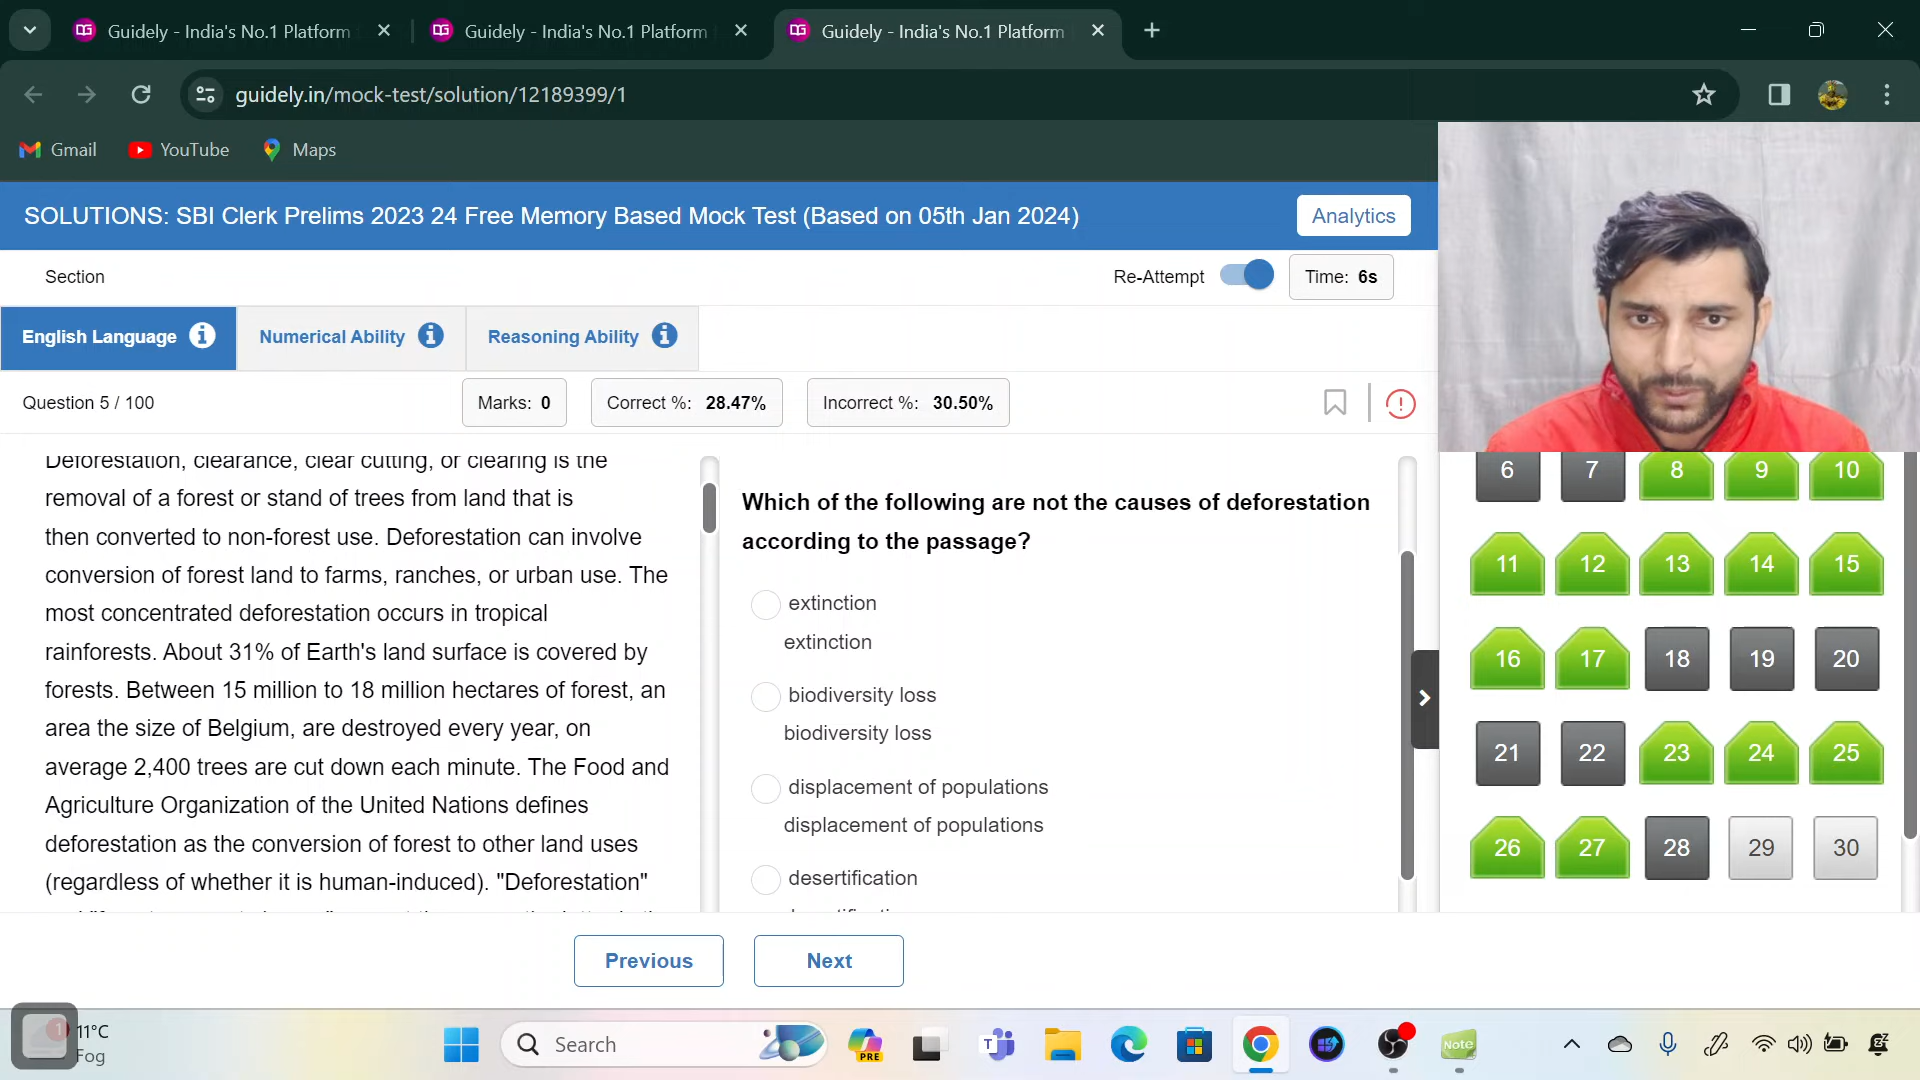 Guidely - India's No.1 Platform
Guidely - India's No.1 Platform
Guidely - India's No.1 Platform
guidely.in/mock-test/solution/12189399/1
Gmail
YouTube
Maps
SOLUTIONS: SBI Clerk Prelims 2023 24 Free Memory Based Mock Test (Based on 05th Jan 2024)
Analytics
Section
Re-Attempt
Time: 6s
English Language
Numerical Ability
Reasoning Ability
Question 5 / 100
Marks: 0
Correct %: 28.47%
Incorrect %: 30.50%
Deforestation, clearance, clear cutting, or clearing is the
removal of a forest or stand of trees from land that is
then converted to non-forest use. Deforestation can involve
conversion of forest land to farms, ranches, or urban use. The
most concentrated deforestation occurs in tropical
rainforests. About 31% of Earth's land surface is covered by
forests. Between 15 million to 18 million hectares of forest, an
area the size of Belgium, are destroyed every year, on
average 2,400 trees are cut down each minute. The Food and
Agriculture Organization of the United Nations defines
deforestation as the conversion of forest to other land uses
(regardless of whether it is human-induced). "Deforestation"
Which of the following are not the causes of deforestation
according to the passage?
extinction
extinction
biodiversity loss
biodiversity loss
displacement of populations
displacement of populations
desertification
6 7 8 9 10
11 12 13 14 15
16 17 18 19 20
21 22 23 24 25
26 27 28 29 30
Previous
Next
1
11°C
Fog
Search
PRE
Note